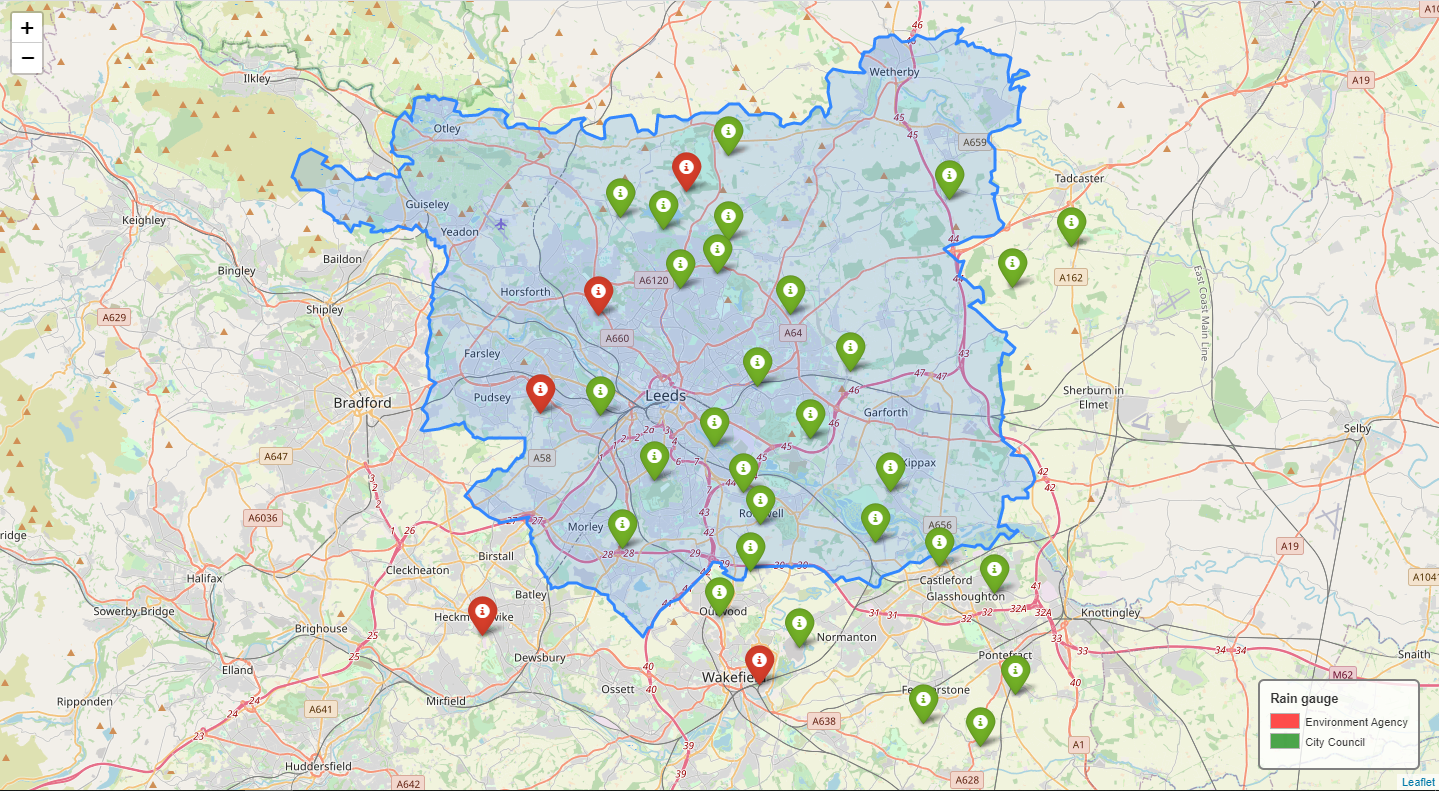 +
−
46
A10
Ilkley
Wetherby
A19
45
Otley
45
A659
Tadcaster
Keighley
Guiseley
Yeadon
44
Baildon
Bingley
A6120
44
A162
East Coast Main Line
Horsforth
Shipley
A629
A64
A660
Farsley
43
47
47
Pudsey
Leeds
46
Sherburn in
Elmet
Bradford
Garforth
46
Selby
2a
3
1
2
2
4
45
A647
A58
6
7
45
Kippax
42
42
3
2
44
A6036
27
27
43
Morley
A656
1
26
42
ridge
Birstall
28
28
29
A19
Cleckheaton
42
29
30
30
Halifax
Castleford
Glasshoughton
41
A1041
Batley
41
44
Sowerby Bridge
31
31
32
32A
32A
Knottingley
Brighouse
25
Normanton
33
25
Dewsbury
Pontefract
33
34
34
Snaith
Elland
40
M62
Ossett
40
40
Ripponden
24
24
Mirfield
A641
A638
23
39
A1
Huddersfield
39
A642
A628
Rain gauge
Environment Agency
City Council
Leaflet